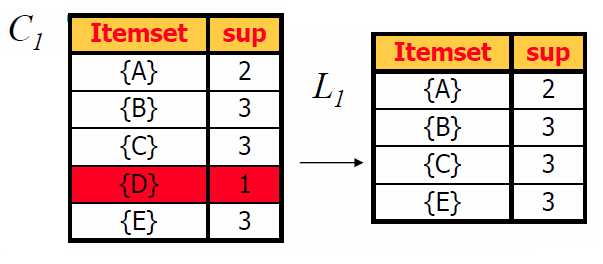 C1
Itemset sup
{A} 2
{B} 3
{C} 3
{D} 1
{E} 3
L1
Itemset sup
{A} 2
{B} 3
{C} 3
{E} 3